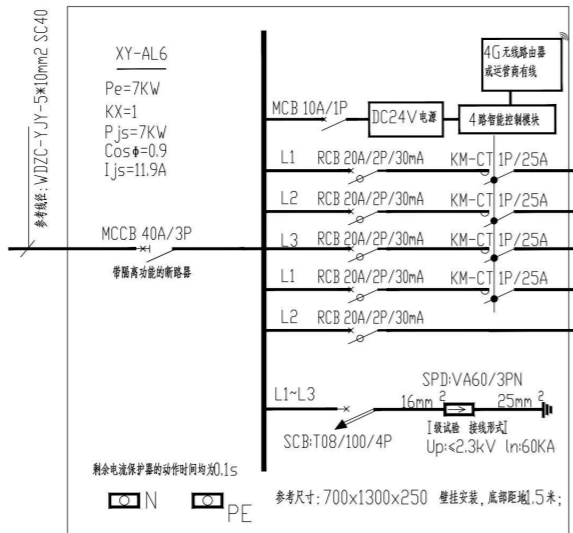 参考线径:WDZC-YJY-5*10mm2 SC40
XY-AL6
Pe=7KW
KX=1
Pjs=7KW
CosΦ=0.9
Ijs=11.9A
MCCB 40A/3P
带隔离功能的断路器
4G无线路由器
或运营商有线
MCB 10A/1P
DC24V电源
4路智能控制模块
L1 RCB 20A/2P/30mA KM-CT 1P/25A
L2 RCB 20A/2P/30mA KM-CT 1P/25A
L3 RCB 20A/2P/30mA KM-CT 1P/25A
L1 RCB 20A/2P/30mA KM-CT 1P/25A
L2 RCB 20A/2P/30mA
L1~L3
SCB:T08/100/4P
SPD:VA60/3PN
16mm2 25mm2
I级试验 接线形式I
Up:≤2.3kV In:60KA
剩余电流保护器的动作时间均为0.1s
N
PE
参考尺寸:700x1300x250 壁挂安装,底部距地1.5米;